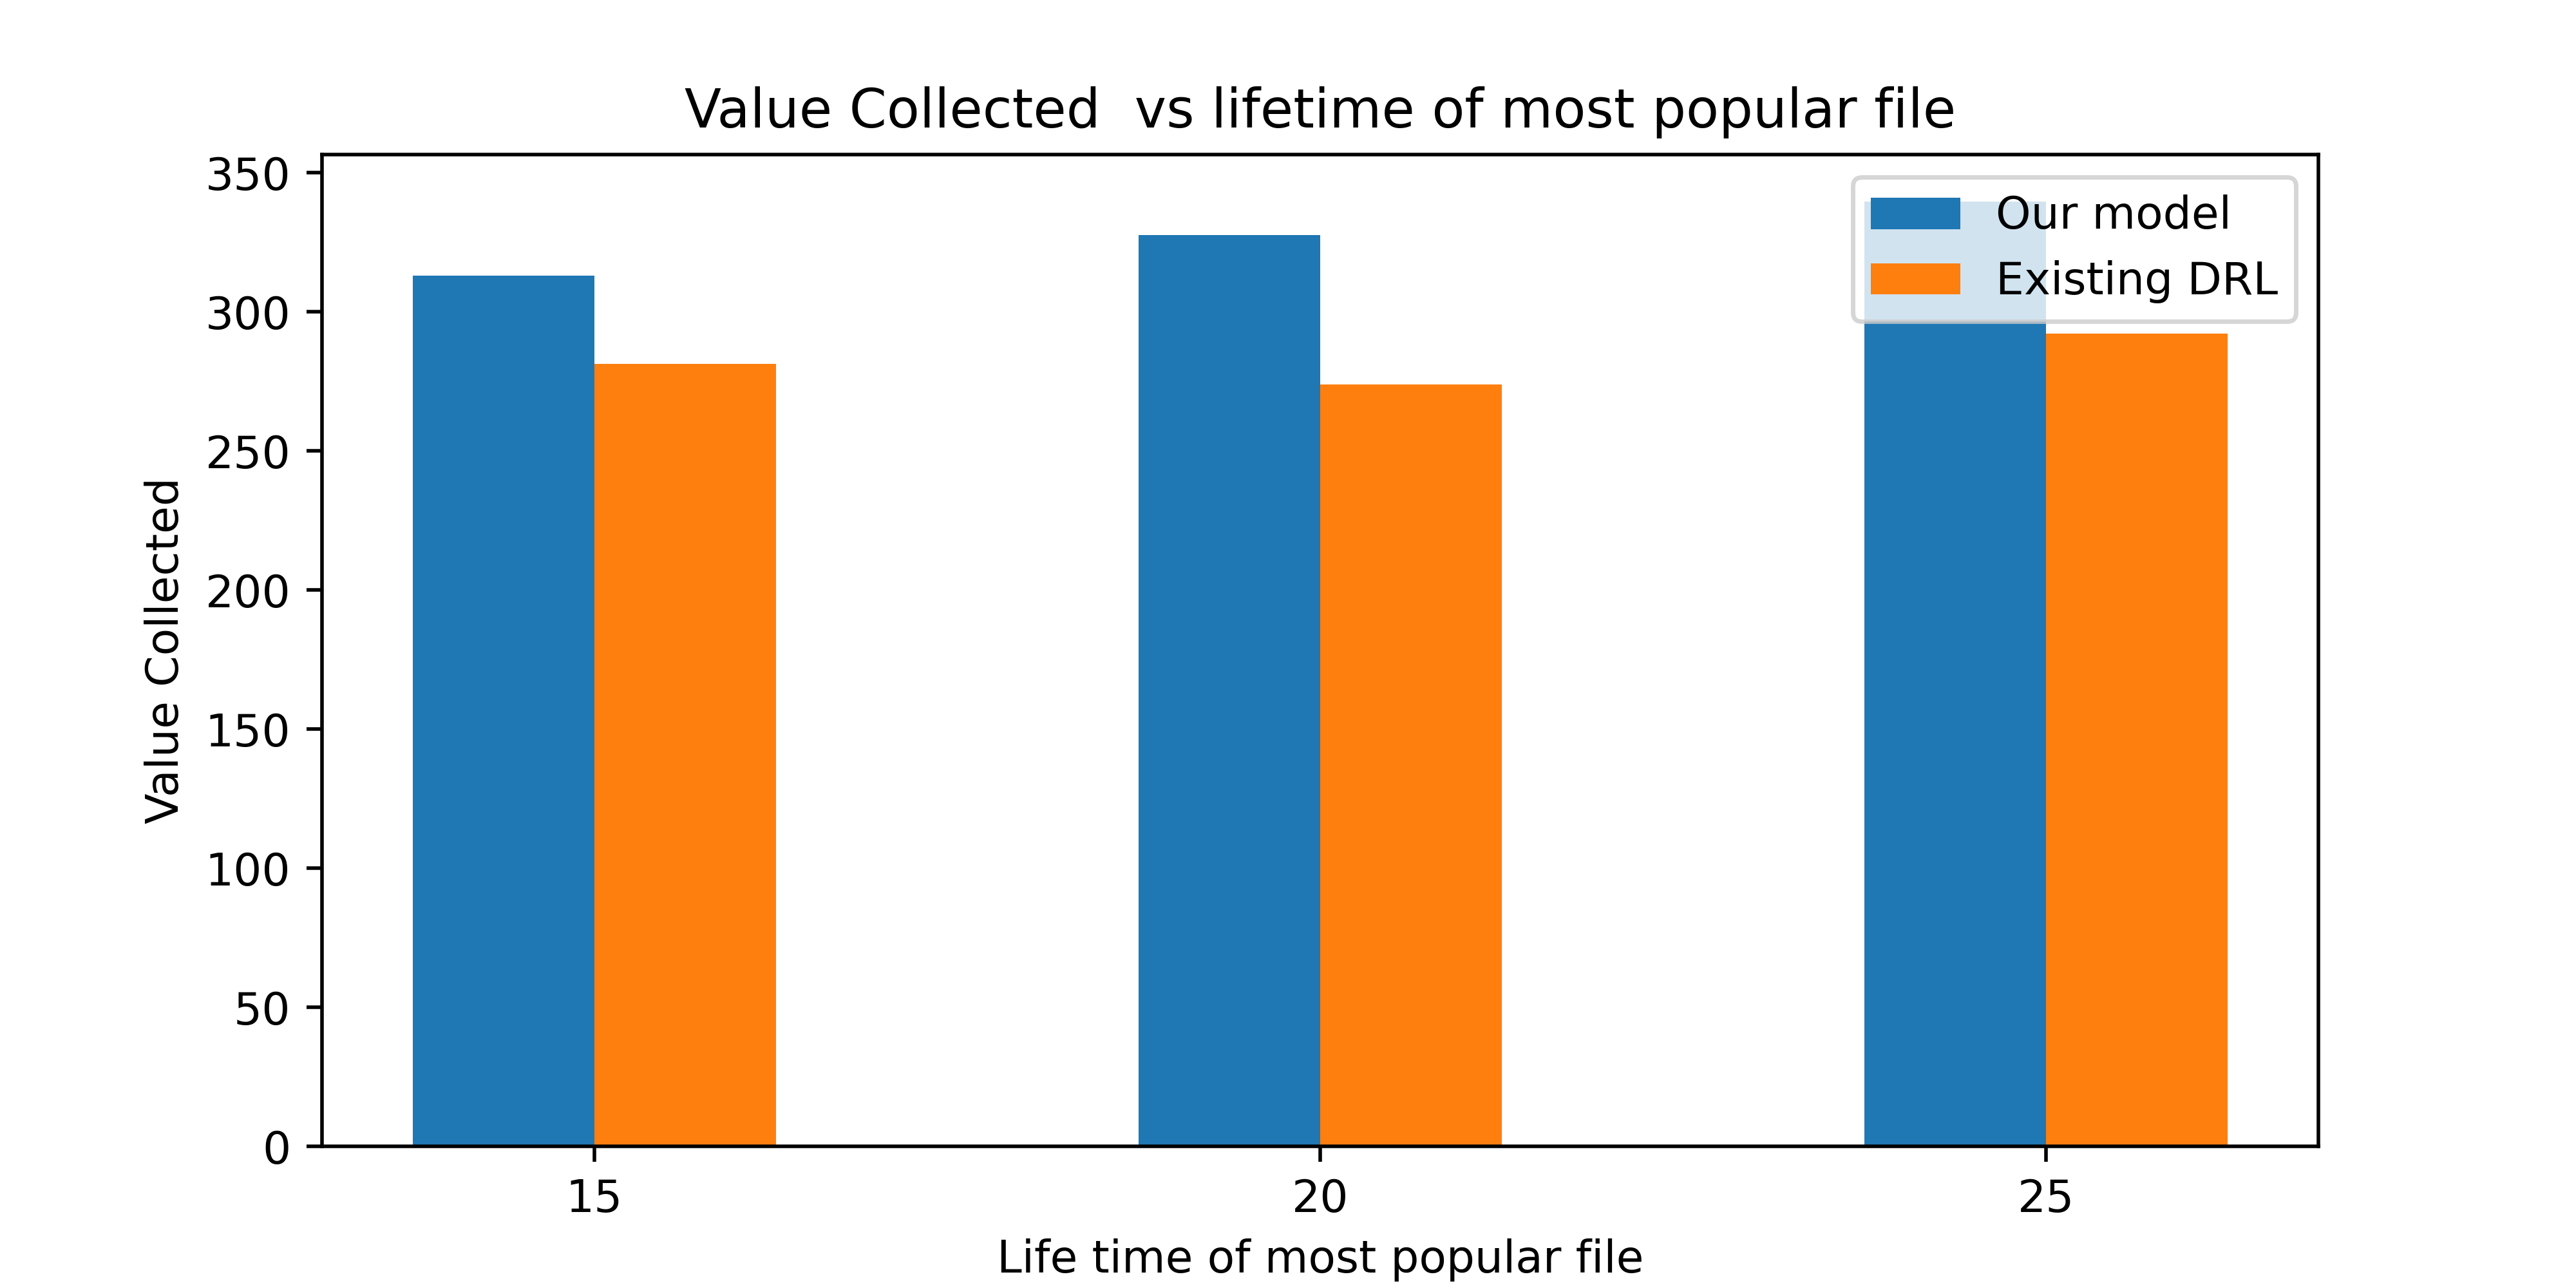 Value Collected  vs lifetime of most popular file
350
300
250
200
150
100
50
0
Value Collected
Our model
Existing DRL
15
20
25
Life time of most popular file